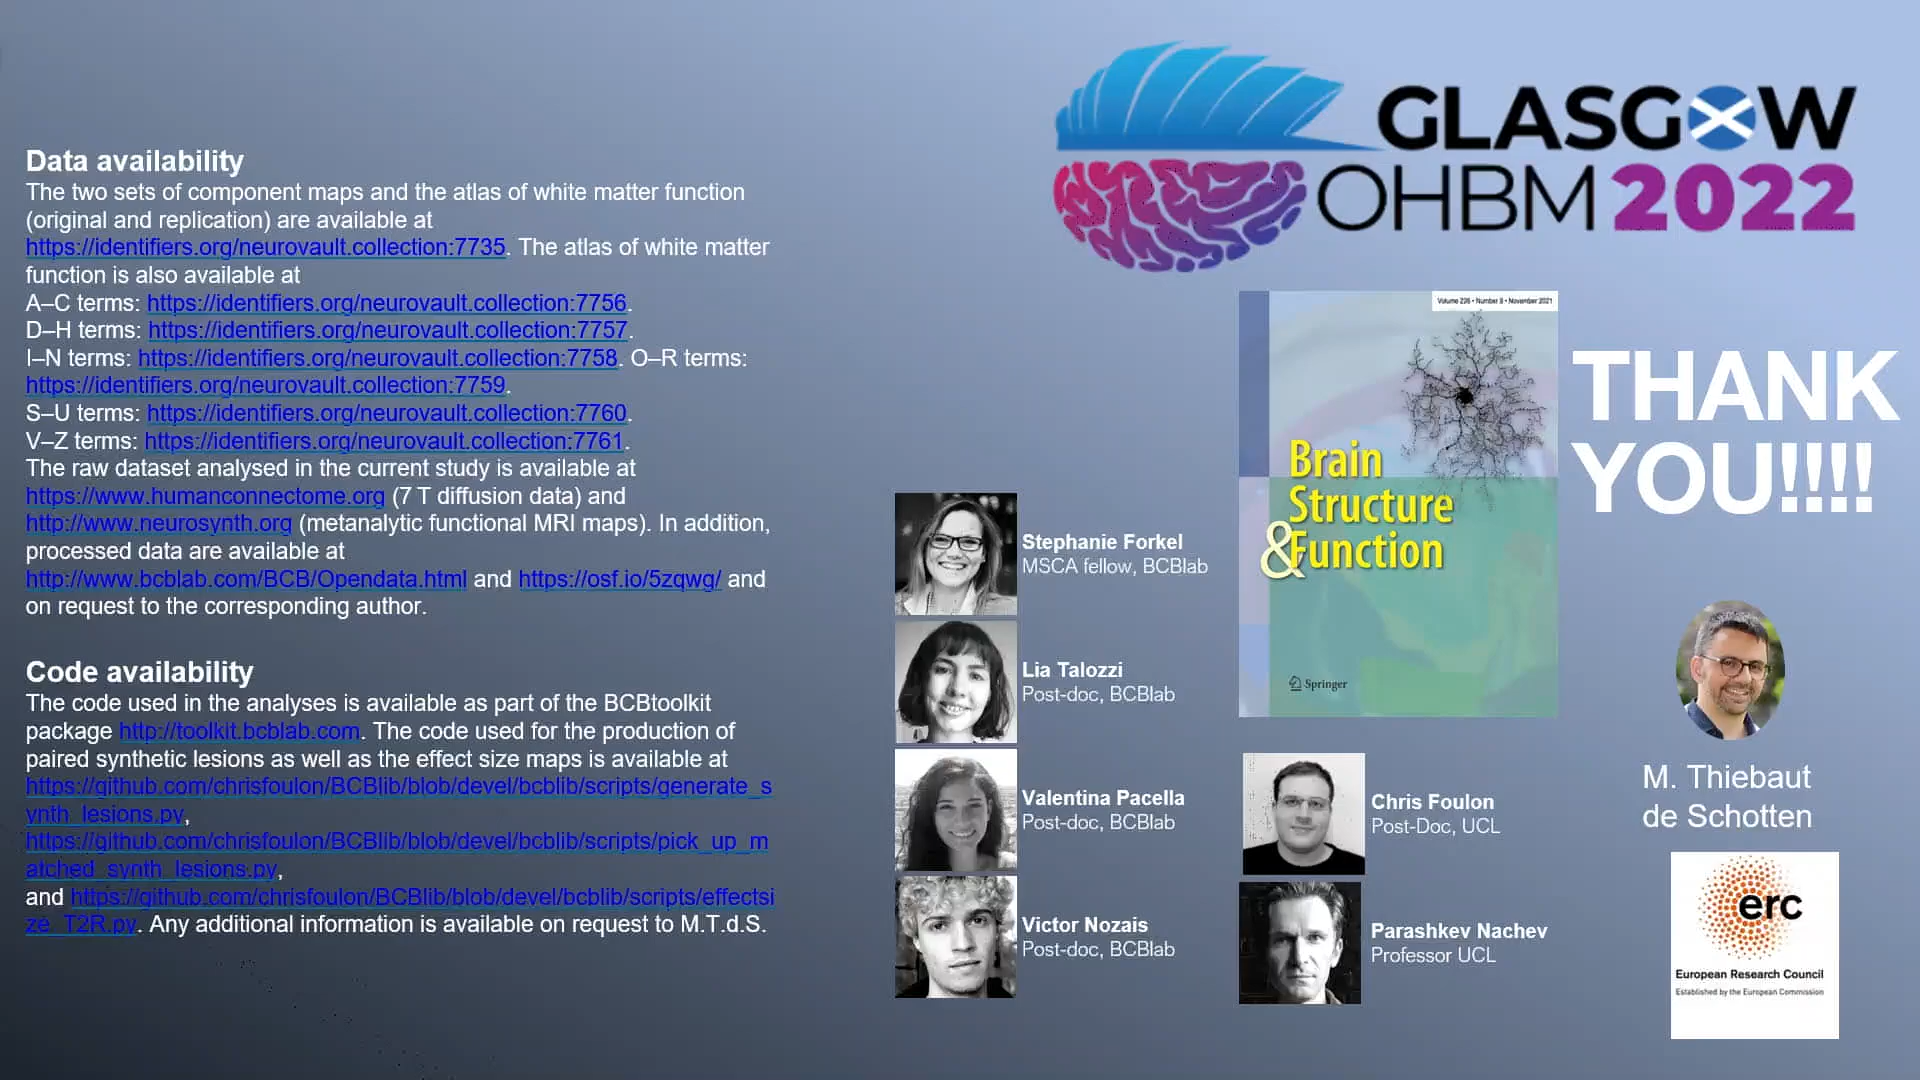 Data availability
The two sets of component maps and the atlas of white matter function
(original and replication) are available at
https://identifiers.org/neurovault.collection:7735. The atlas of white matter
function is also available at
A–C terms: https://identifiers.org/neurovault.collection:7756.
D–H terms: https://identifiers.org/neurovault.collection:7757.
I–N terms: https://identifiers.org/neurovault.collection:7758. O–R terms:
https://identifiers.org/neurovault.collection:7759.
S–U terms: https://identifiers.org/neurovault.collection:7760.
V–Z terms: https://identifiers.org/neurovault.collection:7761.
The raw dataset analysed in the current study is available at
https://www.humanconnectome.org (7 T diffusion data) and
http://www.neurosynth.org (metanalytic functional MRI maps). In addition,
processed data are available at
http://www.bcblab.com/BCB/Opendata.html and https://osf.io/5zqwg/ and
on request to the corresponding author.
Code availability
The code used in the analyses is available as part of the BCBtoolkit
package http://toolkit.bcblab.com. The code used for the production of
paired synthetic lesions as well as the effect size maps is available at
https://github.com/chrisfoulon/BCBlib/blob/devel/bcblib/scripts/generate_s
ynth_lesions.py,
https://github.com/chrisfoulon/BCBlib/blob/devel/bcblib/scripts/pick_up_m
atched_synth_lesions.py,
and https://github.com/chrisfoulon/BCBlib/blob/devel/bcblib/scripts/effectsi
ze_T2R.py. Any additional information is available on request to M.T.d.S.
GLASGOW
OHBM 2022
Volume 226 • Number 8 • November 2021
Brain
Structure
& Function
Springer
THANK
YOU!!!!
Stephanie Forkel
MSCA fellow, BCBlab
Lia Talozzi
Post-doc, BCBlab
Valentina Pacella
Post-doc, BCBlab
Victor Nozais
Post-doc, BCBlab
Chris Foulon
Post-Doc, UCL
Parashkev Nachev
Professor UCL
M. Thiebaut
de Schotten
erc
European Research Council
Established by the European Commission